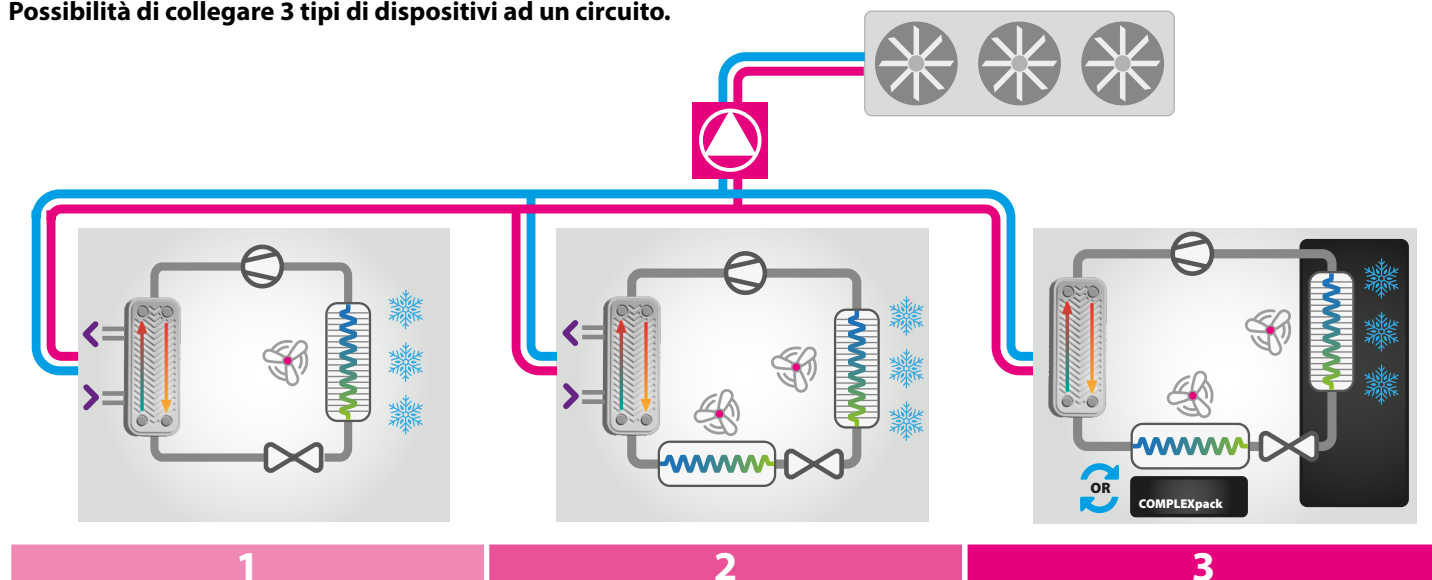 Possibilità di collegare 3 tipi di dispositivi ad un circuito.
OR
COMPLEXpack
1
2
3